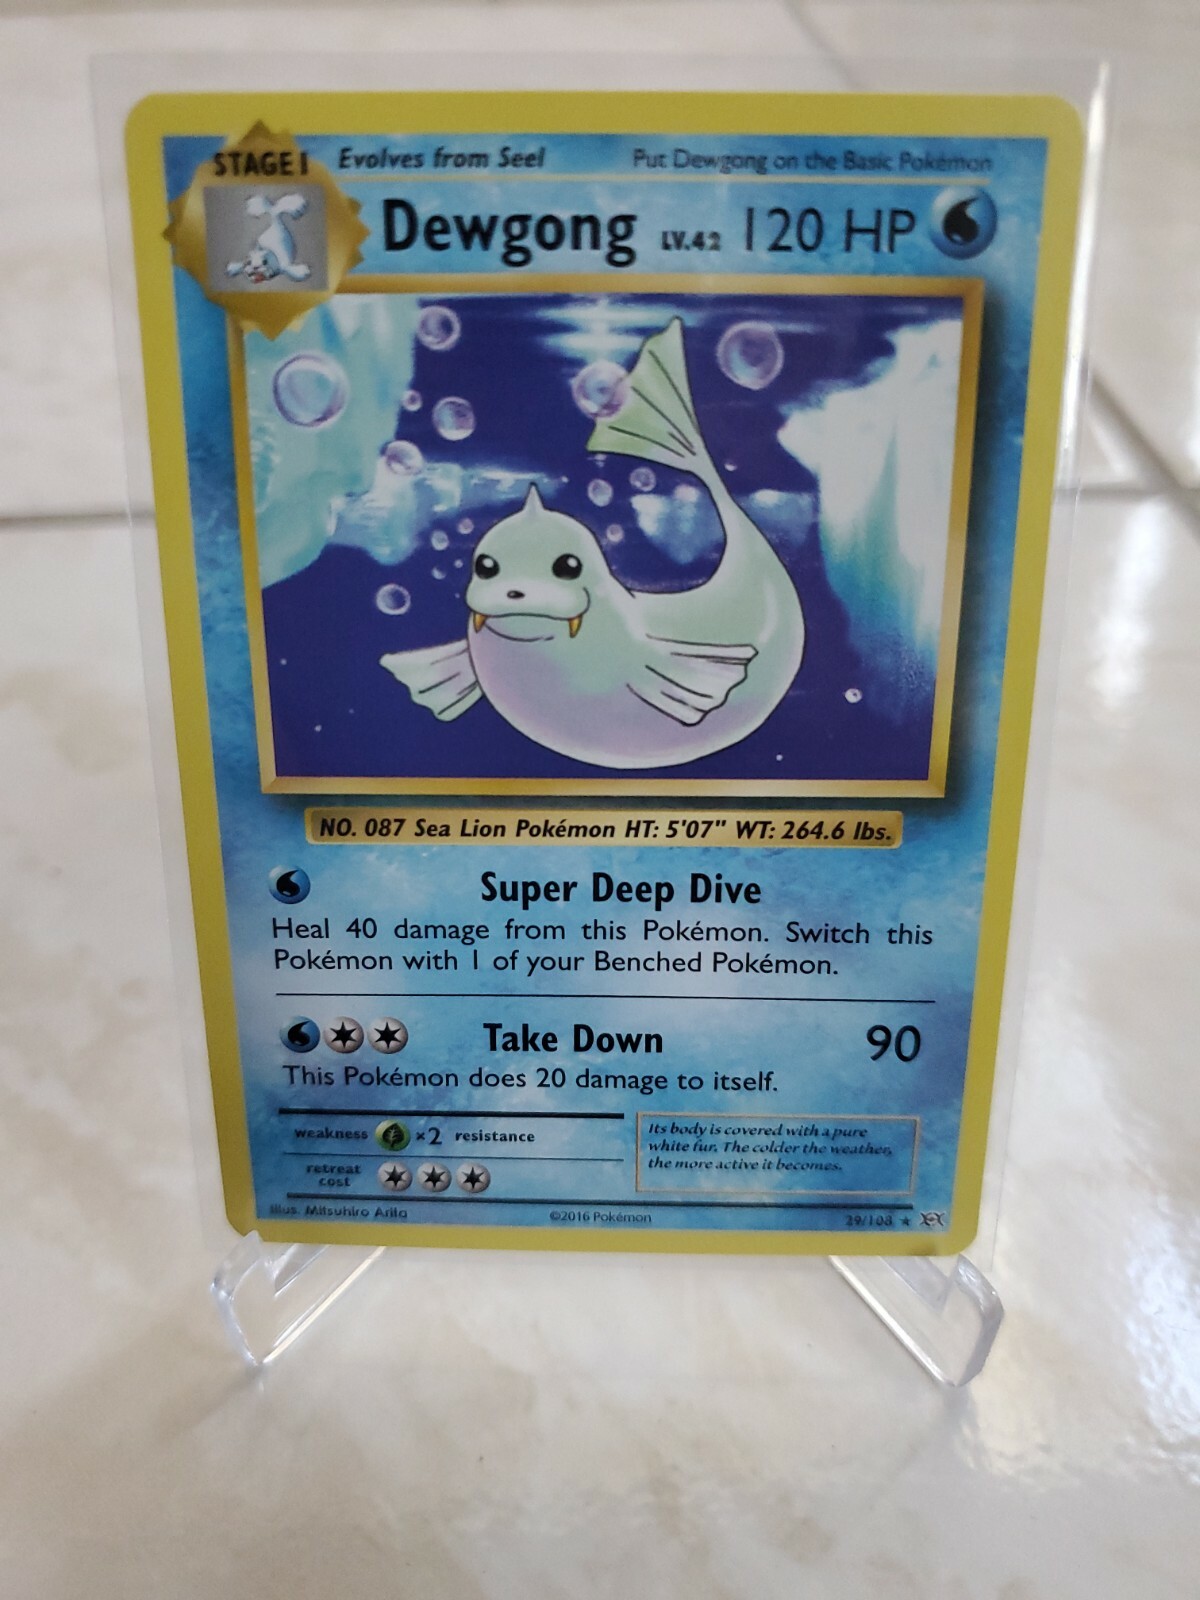 STAGE 1 Evolves from Seel Put Dewgong on the Basic Pokémon
Dewgong LV.42 120 HP
NO. 087 Sea Lion Pokémon HT: 5'07" WT: 264.6 lbs.
Super Deep Dive
Heal 40 damage from this Pokémon. Switch this
Pokémon with 1 of your Benched Pokémon.
Take Down 90
This Pokémon does 20 damage to itself.
weakness ×2 resistance
retreat
cost
Its body is covered with a pure
white fur. The colder the weather,
the more active it becomes.
Illus. Mitsuhiro Arita ©2016 Pokémon 29/108 ★ XY